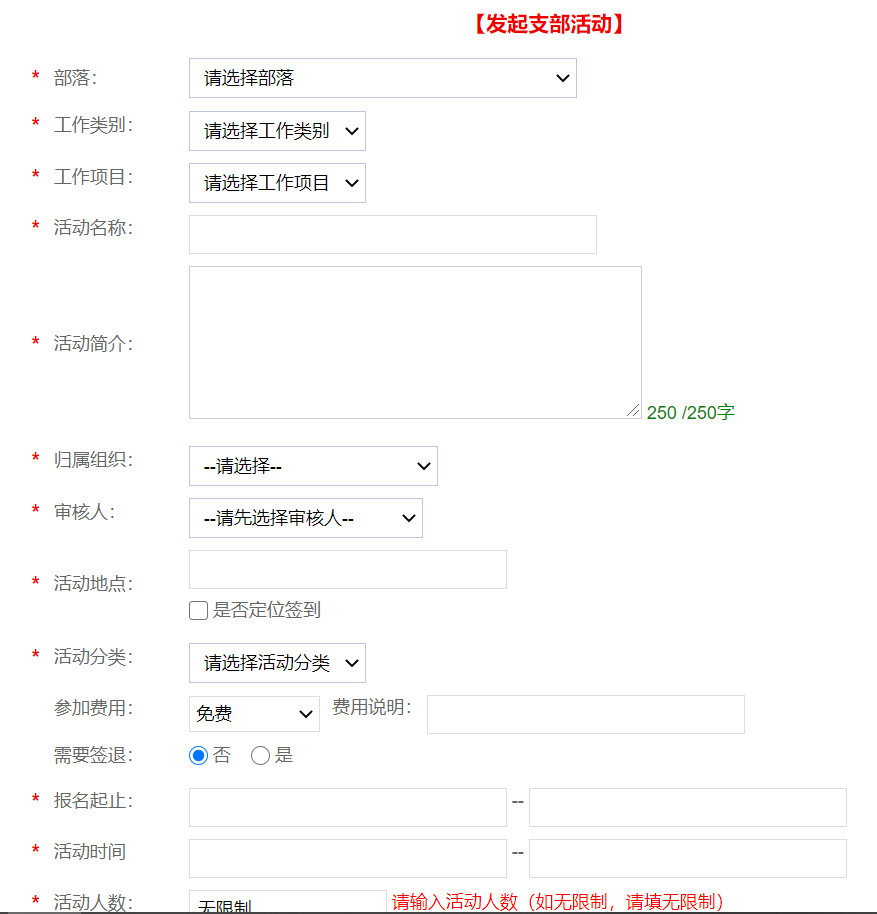 【发起支部活动】
* 部落： 请选择部落
* 工作类别： 请选择工作类别
* 工作项目： 请选择工作项目
* 活动名称：
* 活动简介： 250 /250字
* 归属组织： --请选择--
* 审核人： --请先选择审核人--
* 活动地点：
是否定位签到
* 活动分类： 请选择活动分类
参加费用： 免费 费用说明：
需要签退： 否 是
* 报名起止： --
* 活动时间 --
* 活动人数： 无限制 请输入活动人数（如无限制，请填无限制）